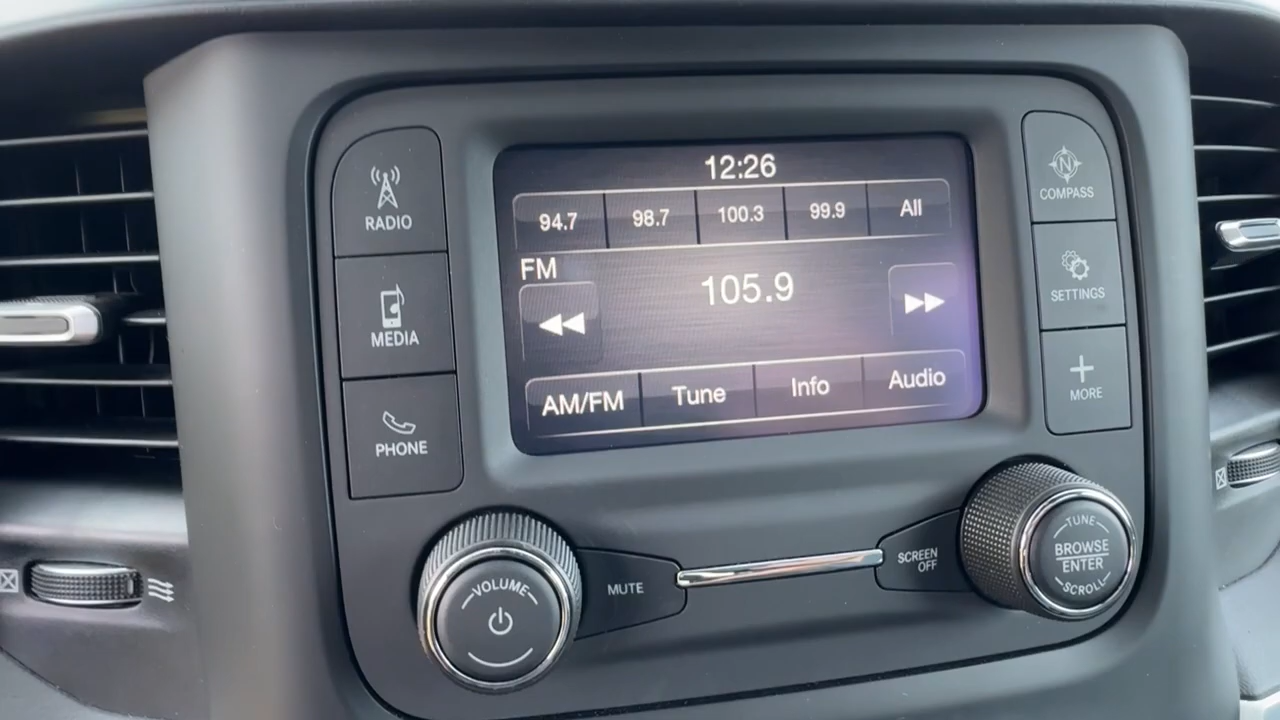 12:26
94.7 98.7 100.3 99.9 All
FM
105.9
AM/FM Tune Info Audio
RADIO
MEDIA
PHONE
N
COMPASS
SETTINGS
MORE
VOLUME
MUTE
SCREEN
OFF
TUNE
BROWSE
ENTER
SCROLL